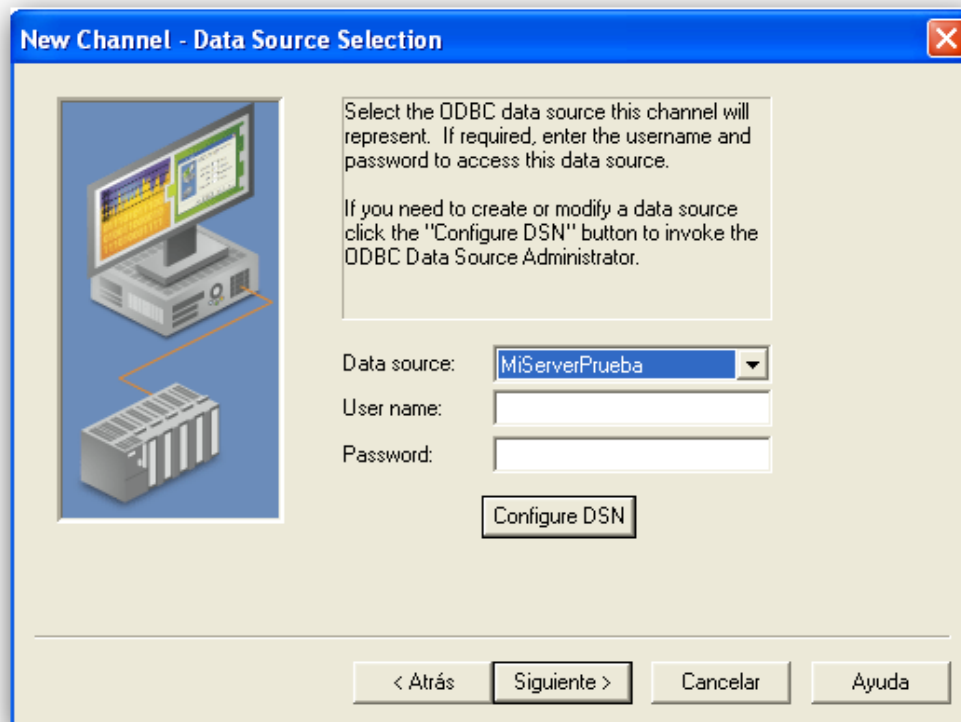 New Channel - Data Source Selection
Select the ODBC data source this channel will
represent. If required, enter the username and
password to access this data source.
If you need to create or modify a data source
click the "Configure DSN" button to invoke the
ODBC Data Source Administrator.
Data source: MiServerPrueba
User name:
Password:
Configure DSN
< Atrás Siguiente > Cancelar Ayuda